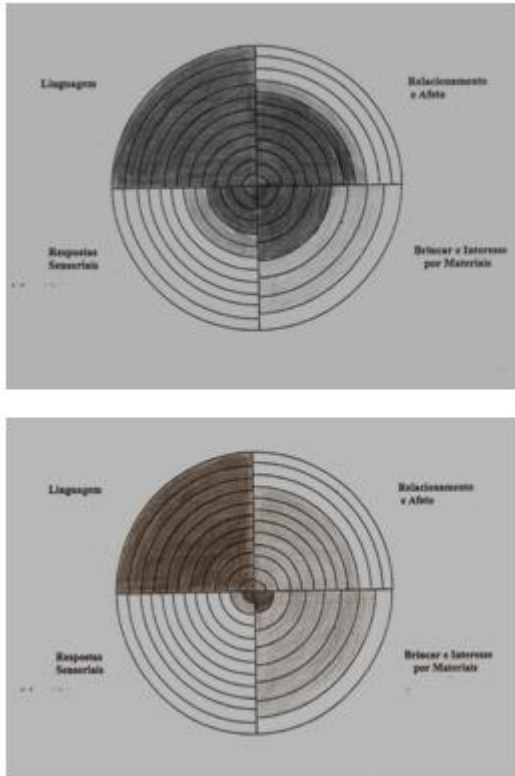 Linguagem
Relacionamento
e Afeto
Respostas
Sensoriais
Brincar e Interesse
por Materiais
Linguagem
Relacionamento
e Afeto
Respostas
Sensoriais
Brincar e Interesse
por Materiais